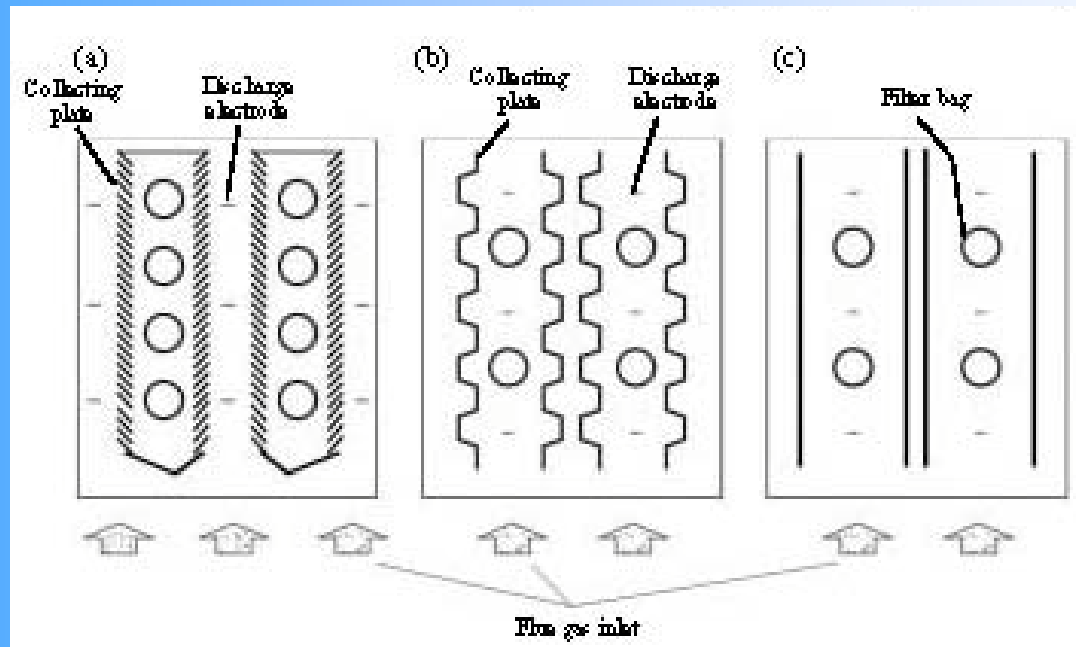 (a)
Collecting
plate
Discharge
electrode
(b)
Collecting
plate
Discharge
electrode
(c)
Filter bag
Flue gas inlet